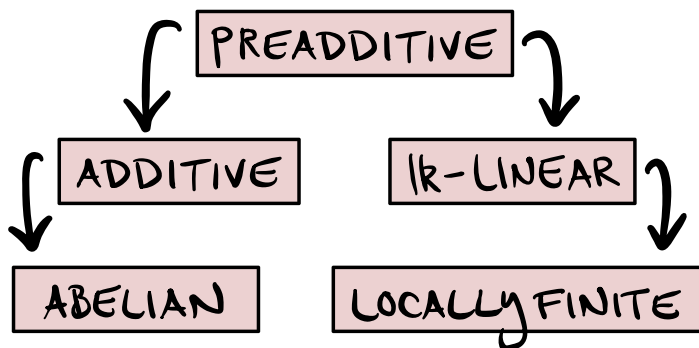 PREADDITIVE
ADDITIVE
𝕜-LINEAR
ABELIAN
LOCALLY FINITE